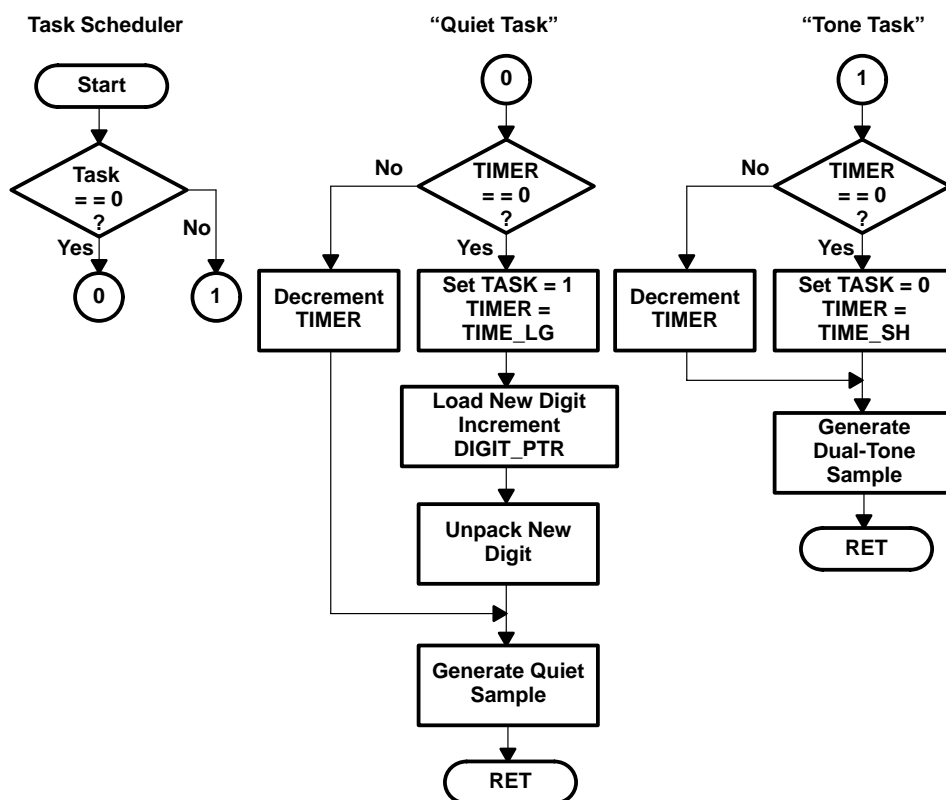 Task Scheduler
Start
Task
= = 0
?
Yes
No
0
1
“Quiet Task”
0
TIMER
= = 0
?
No
Yes
Decrement
TIMER
Set TASK = 1
TIMER =
TIME_LG
Load New Digit
Increment
DIGIT_PTR
Unpack New
Digit
Generate Quiet
Sample
RET
“Tone Task”
1
TIMER
= = 0
?
No
Yes
Decrement
TIMER
Set TASK = 0
TIMER =
TIME_SH
Generate
Dual-Tone
Sample
RET